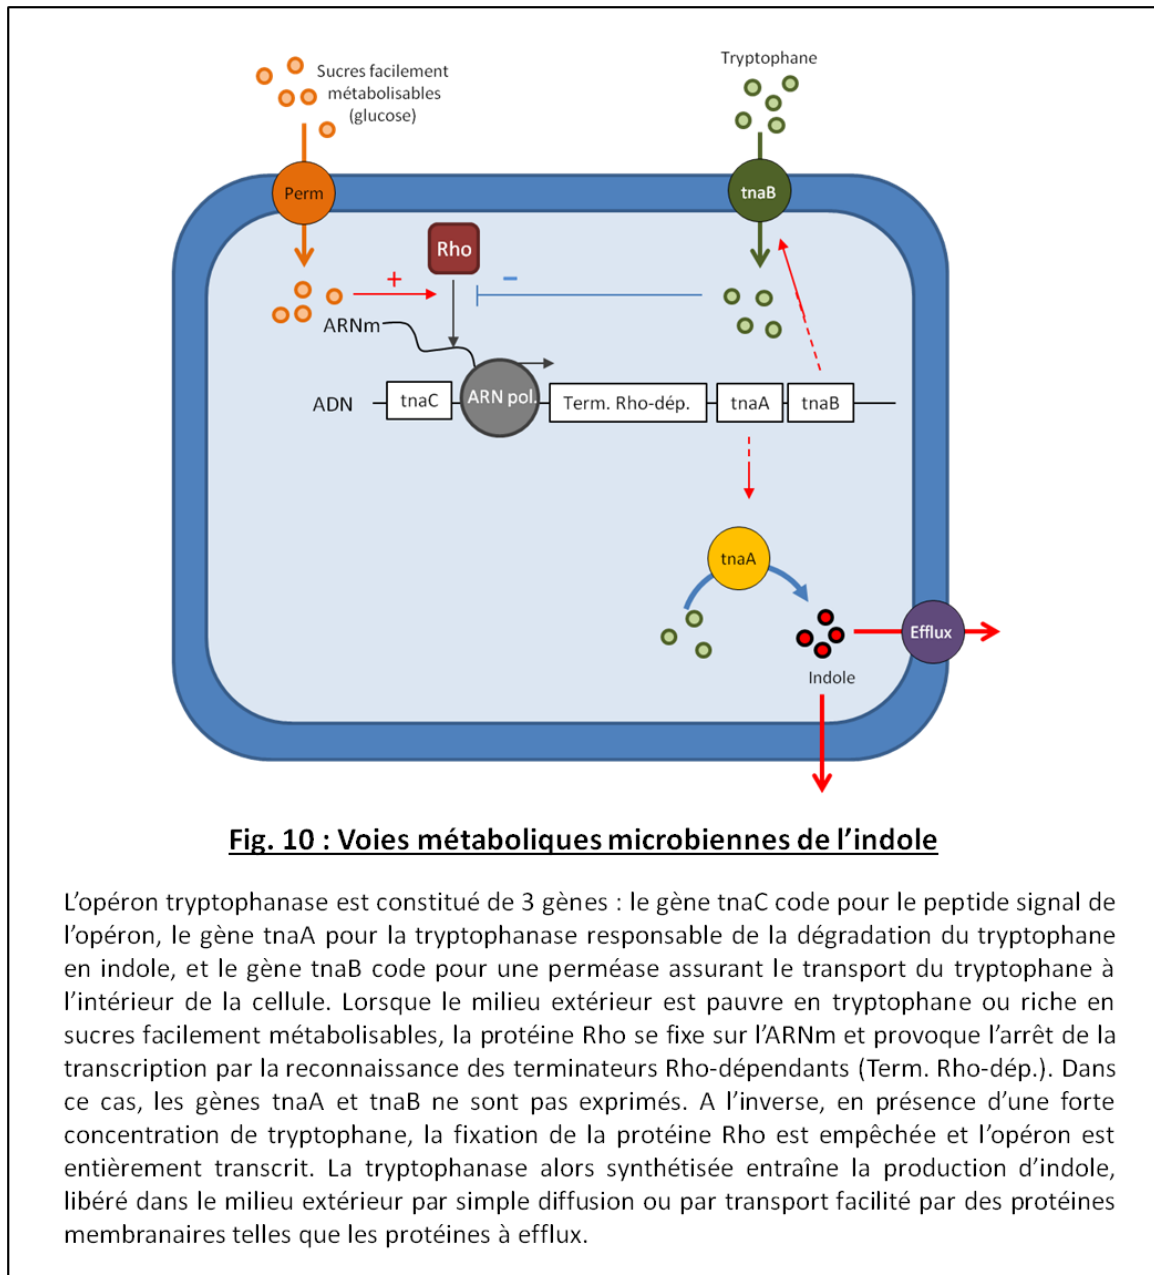 Sucres facilement
métabolisables
(glucose)
Tryptophane
Perm
tnaB
Rho
+
–
ARNm
ADN
tnaC
ARN pol.
Term. Rho-dép.
tnaA
tnaB
tnaA
Efflux
Indole
Fig. 10 : Voies métaboliques microbiennes de l’indole
L’opéron tryptophanase est constitué de 3 gènes : le gène tnaC code pour le peptide signal de
l’opéron, le gène tnaA pour la tryptophanase responsable de la dégradation du tryptophane
en indole, et le gène tnaB code pour une perméase assurant le transport du tryptophane à
l’intérieur de la cellule. Lorsque le milieu extérieur est pauvre en tryptophane ou riche en
sucres facilement métabolisables, la protéine Rho se fixe sur l’ARNm et provoque l’arrêt de la
transcription par la reconnaissance des terminateurs Rho-dépendants (Term. Rho-dép.). Dans
ce cas, les gènes tnaA et tnaB ne sont pas exprimés. A l’inverse, en présence d’une forte
concentration de tryptophane, la fixation de la protéine Rho est empêchée et l’opéron est
entièrement transcrit. La tryptophanase alors synthétisée entraîne la production d’indole,
libéré dans le milieu extérieur par simple diffusion ou par transport facilité par des protéines
membranaires telles que les protéines à efflux.